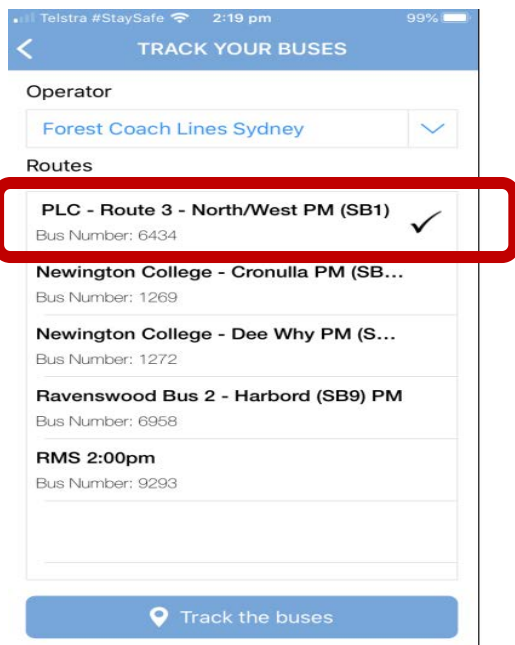 Telstra #StaySafe 2:19 pm 99%
TRACK YOUR BUSES
Operator
Forest Coach Lines Sydney
Routes
PLC - Route 3 - North/West PM (SB1)
Bus Number: 6434
Newington College - Cronulla PM (SB...
Bus Number: 1269
Newington College - Dee Why PM (S...
Bus Number: 1272
Ravenswood Bus 2 - Harbord (SB9) PM
Bus Number: 6958
RMS 2:00pm
Bus Number: 9293
Track the buses